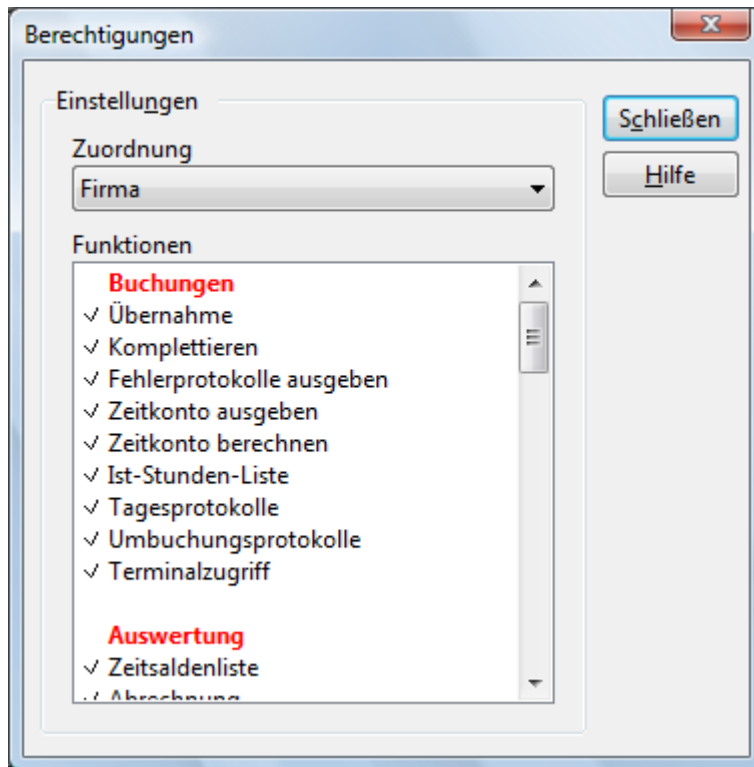 Berechtigungen
Einstellungen
Schließen
Zuordnung
Hilfe
Firma
Funktionen
Buchungen
Übernahme
Komplettieren
Fehlerprotokolle ausgeben
Zeitkonto ausgeben
Zeitkonto berechnen
Ist-Stunden-Liste
Tagesprotokolle
Umbuchungsprotokolle
Terminalzugriff
Auswertung
Zeitsaldenliste
Abrechnung